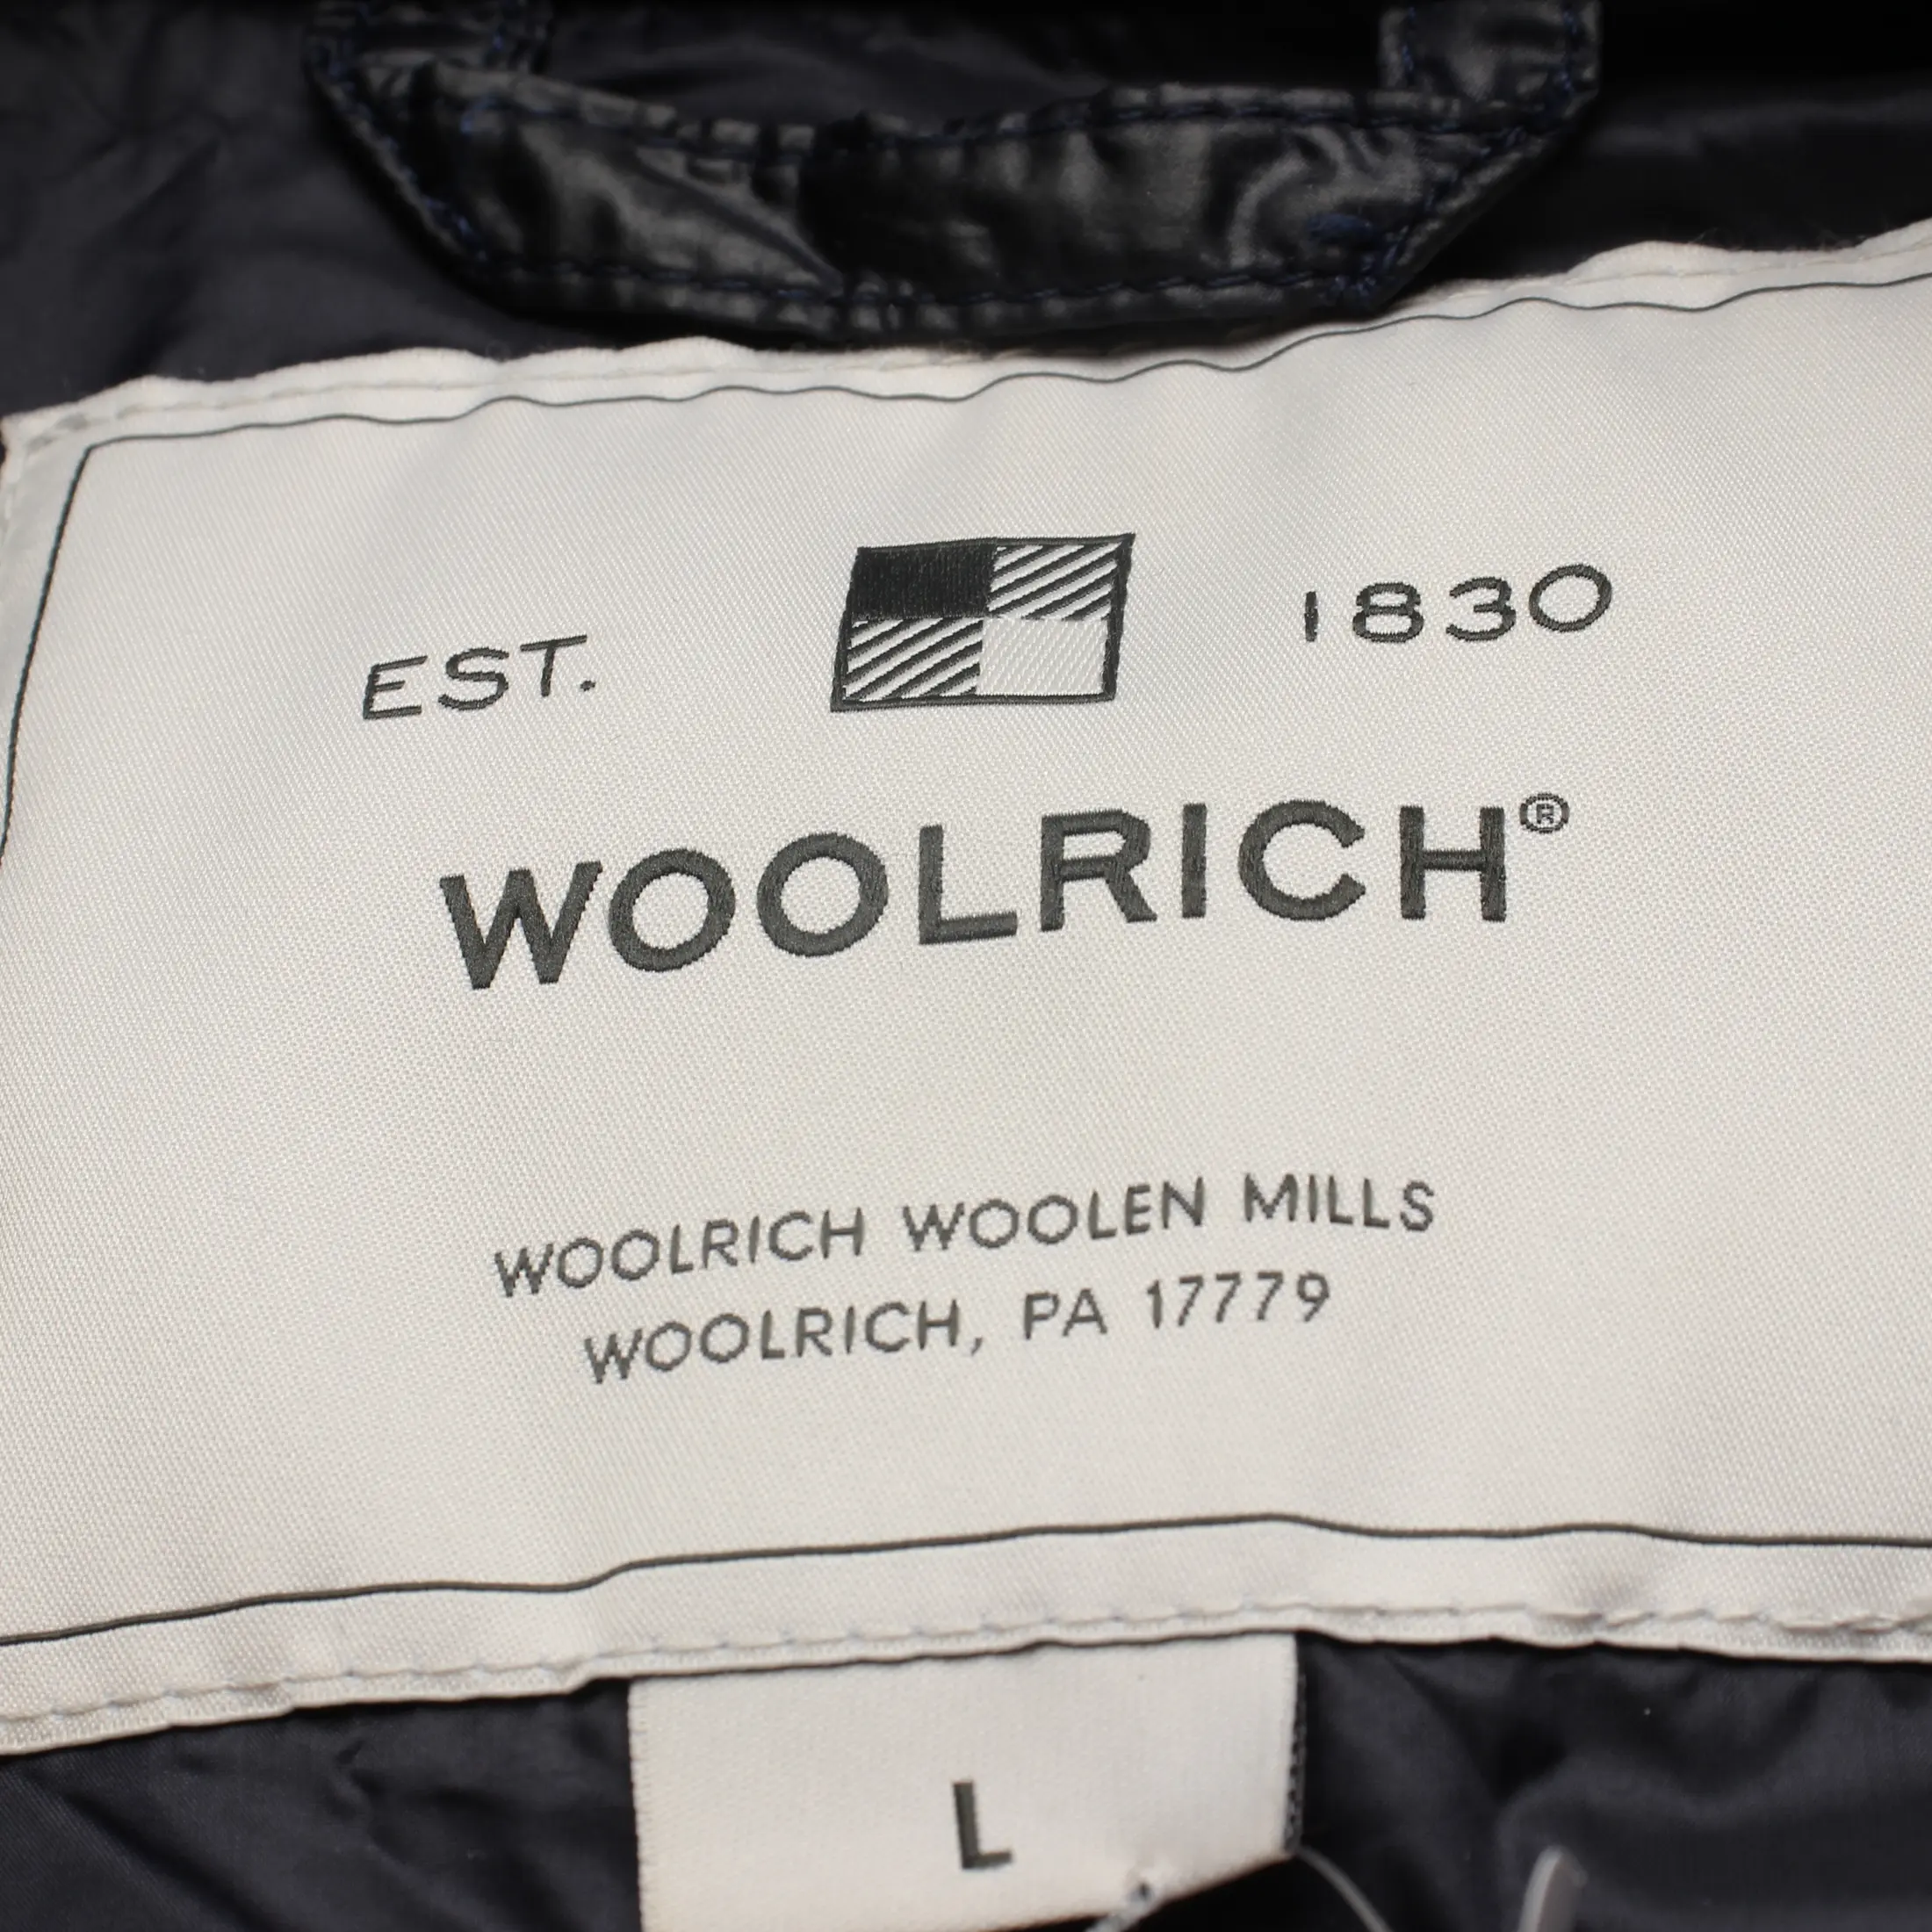 EST. 1830
WOOLRICH®
WOOLRICH WOOLEN MILLS
WOOLRICH, PA 17779
L